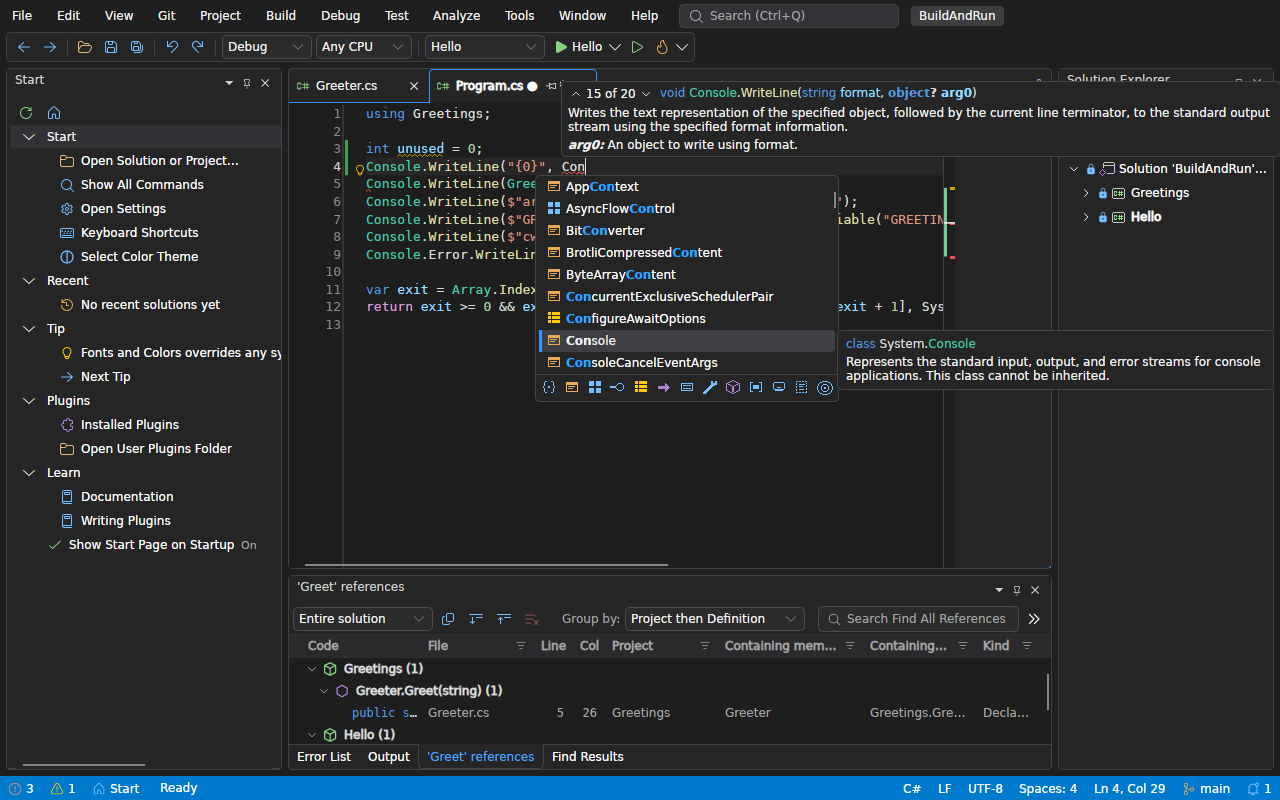 File Edit View Git Project Build Debug Test Analyze Tools Window Help Search (Ctrl+Q) BuildAndRun
Debug Any CPU Hello Hello
Start
Start
Open Solution or Project...
Show All Commands
Open Settings
Keyboard Shortcuts
Select Color Theme
Recent
No recent solutions yet
Tip
Fonts and Colors overrides any sy
Next Tip
Plugins
Installed Plugins
Open User Plugins Folder
Learn
Documentation
Writing Plugins
Show Start Page on Startup On
C# Greeter.cs C# Program.cs
15 of 20 void Console.WriteLine(string format, object? arg0)
Writes the text representation of the specified object, followed by the current line terminator, to the standard output
stream using the specified format information.
arg0: An object to write using format.
1 using Greetings;
2
3 int unused = 0;
4 Console.WriteLine("{0}", Con
5 Console.WriteLine(Gree
6 Console.WriteLine($"ar ");
7 Console.WriteLine($"GR iable("GREETIN
8 Console.WriteLine($"cw
9 Console.Error.WriteLin
10
11 var exit = Array.Index
12 return exit >= 0 && ex exit + 1], Sys
13
AppContext
AsyncFlowControl
BitConverter
BrotliCompressedContent
ByteArrayContent
ConcurrentExclusiveSchedulerPair
ConfigureAwaitOptions
Console
ConsoleCancelEventArgs
class System.Console
Represents the standard input, output, and error streams for console
applications. This class cannot be inherited.
Solution Explorer
Solution 'BuildAndRun'...
C# Greetings
C# Hello
'Greet' references
Entire solution Group by: Project then Definition Search Find All References
Code File Line Col Project Containing mem... Containing... Kind
Greetings (1)
Greeter.Greet(string) (1)
public s... Greeter.cs 5 26 Greetings Greeter Greetings.Gre... Decla...
Hello (1)
Error List Output 'Greet' references Find Results
3 1 Start Ready C# LF UTF-8 Spaces: 4 Ln 4, Col 29 main 1